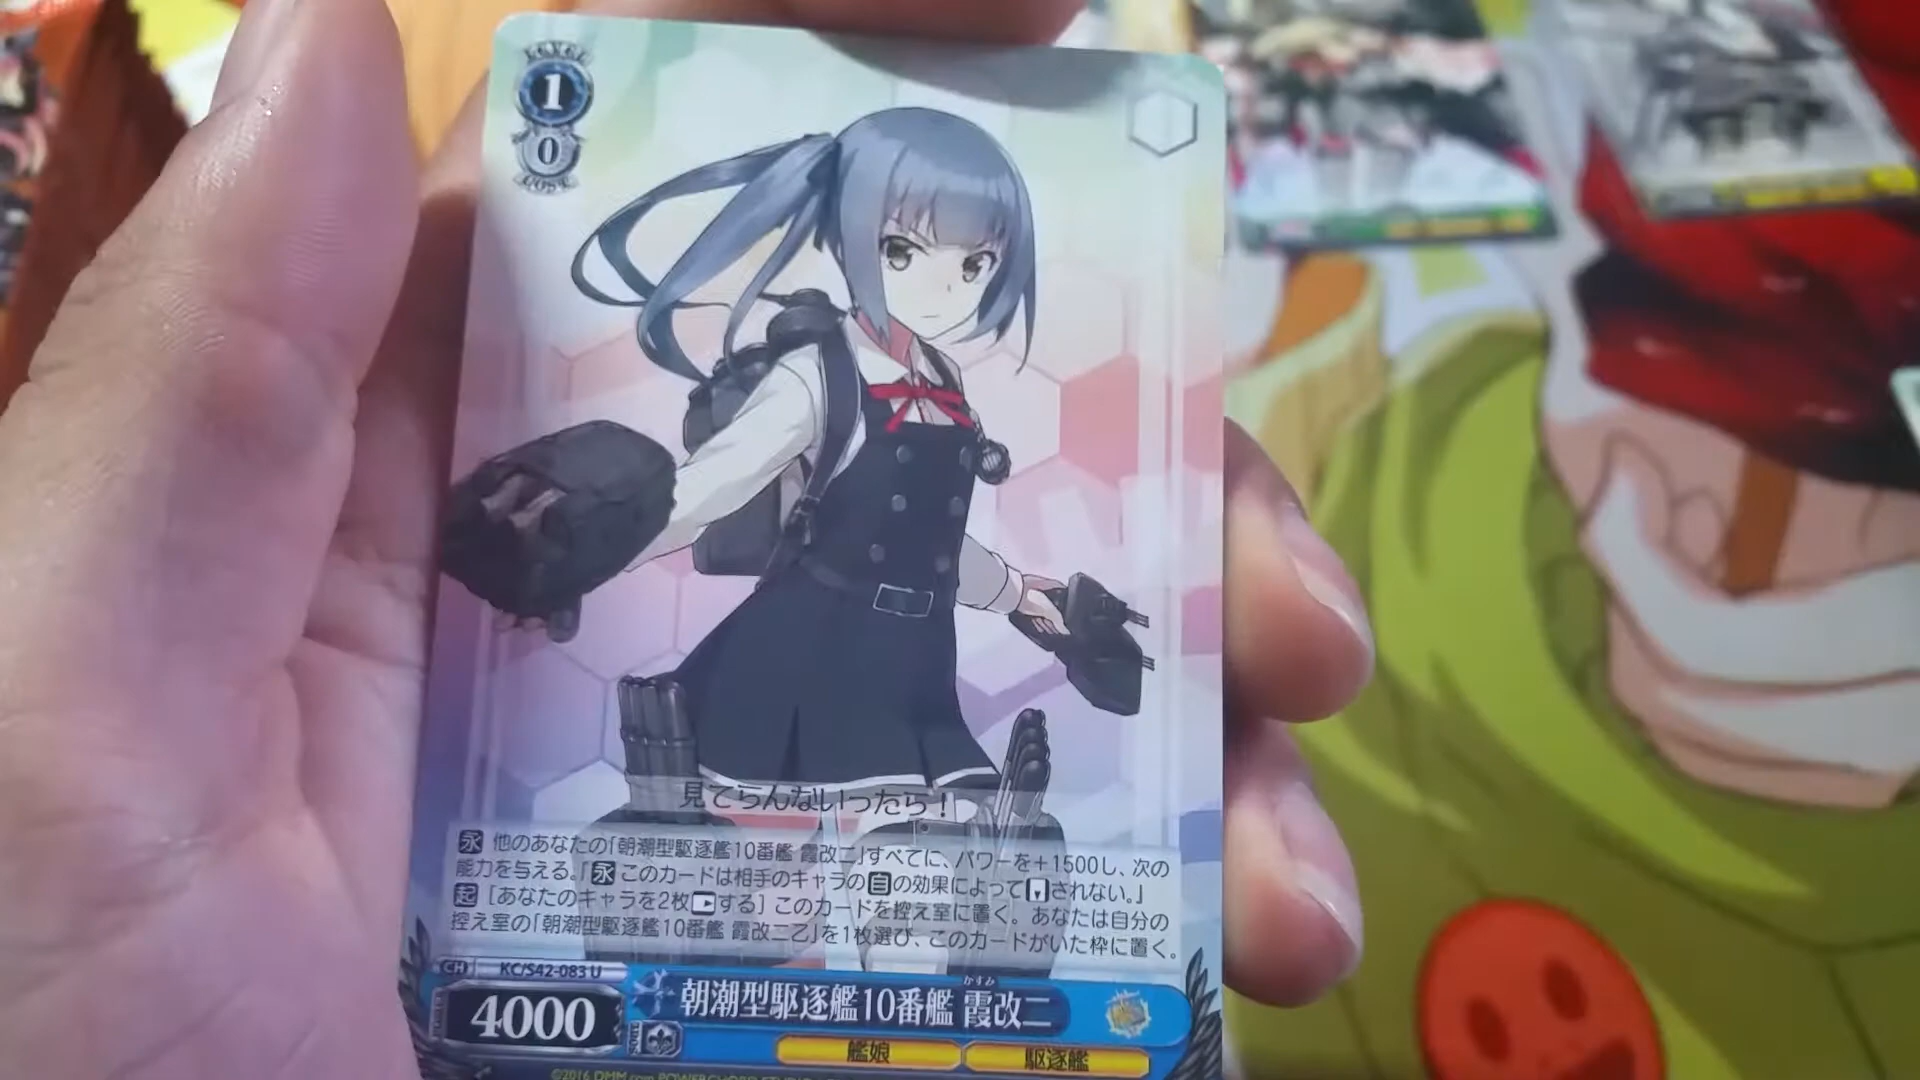 LEVEL
1
0
COST
見てらんないったら！
永 他のあなたの「朝潮型駆逐艦10番艦 霞改二」すべてに、パワーを＋1500し、次の
能力を与える。「永 このカードは相手のキャラの自の効果によって されない。」
起［あなたのキャラを2枚 する］ このカードを控え室に置く。あなたは自分の
控え室の「朝潮型駆逐艦10番艦 霞改二乙」を1枚選び、このカードがいた枠に置く。
CH KC/S42-083 U
かすみ
4000 朝潮型駆逐艦10番艦 霞改二
SOUL
艦娘 駆逐艦
©2016 DMM.com POWERCHORD STUDIO